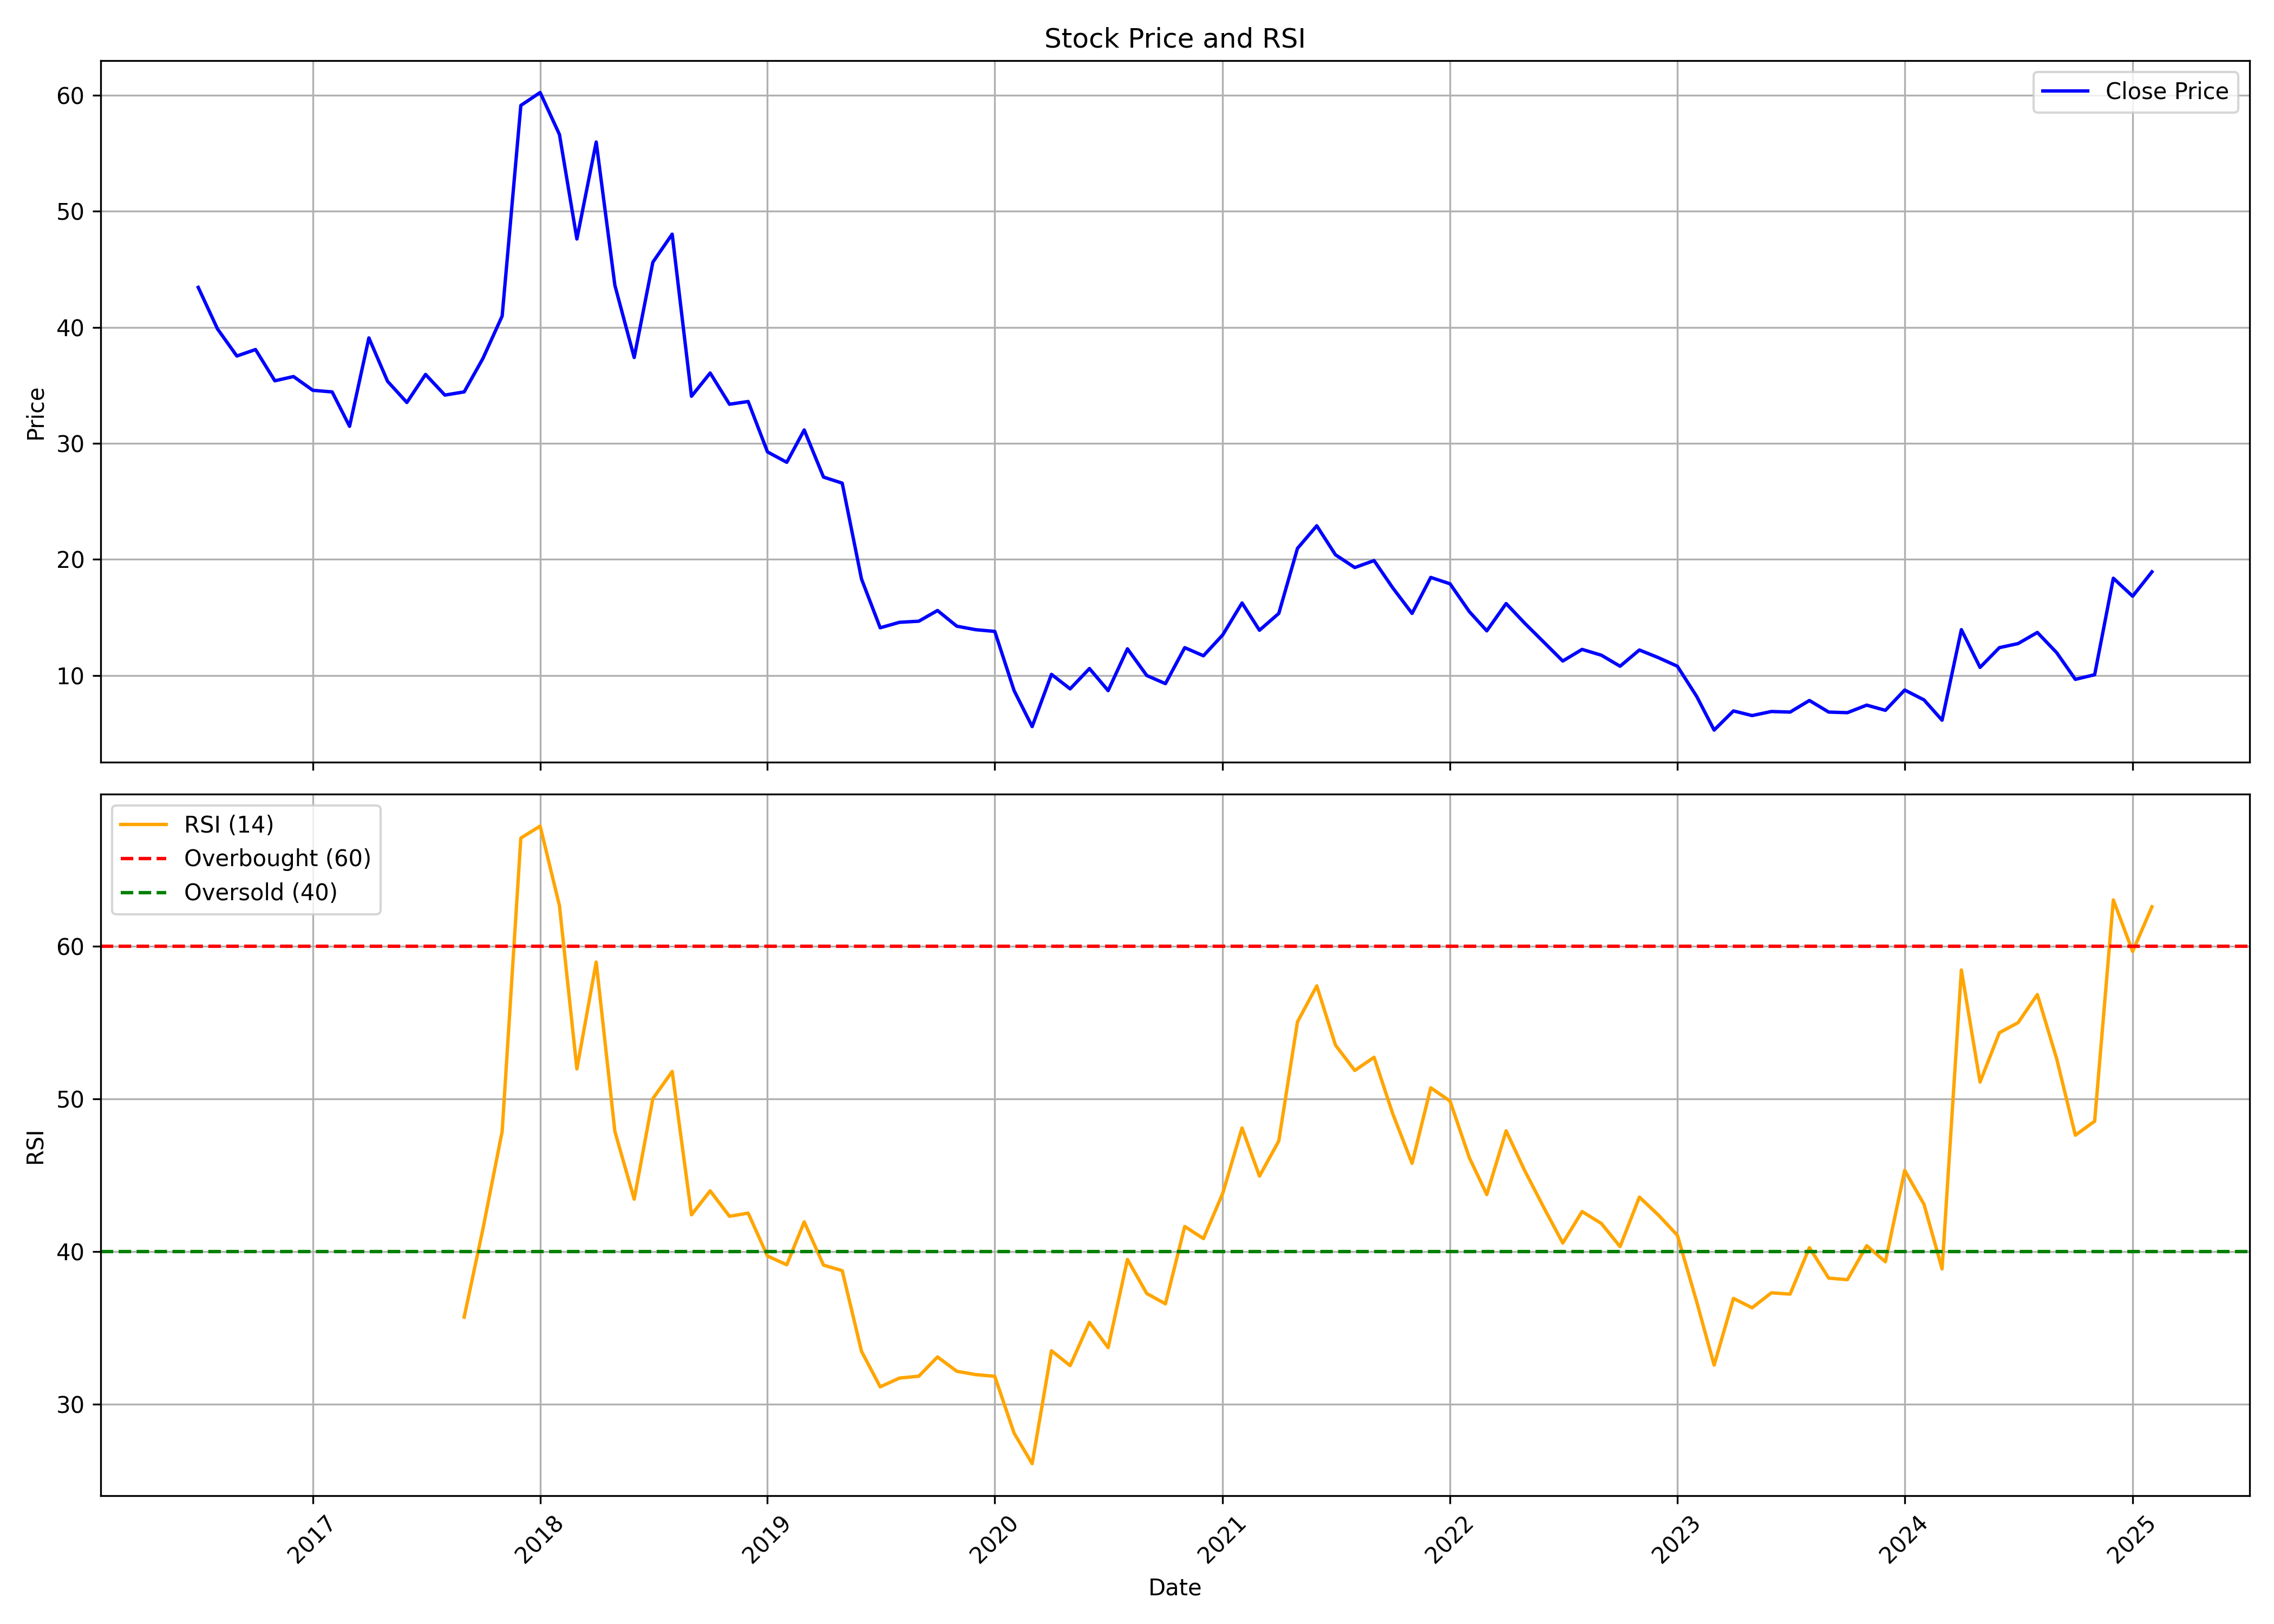 Stock Price and RSI
Close Price
60
50
40
30
20
10
Price
RSI (14)
Overbought (60)
Oversold (40)
60
50
40
30
RSI
2017
2018
2019
2020
2021
2022
2023
2024
2025
Date